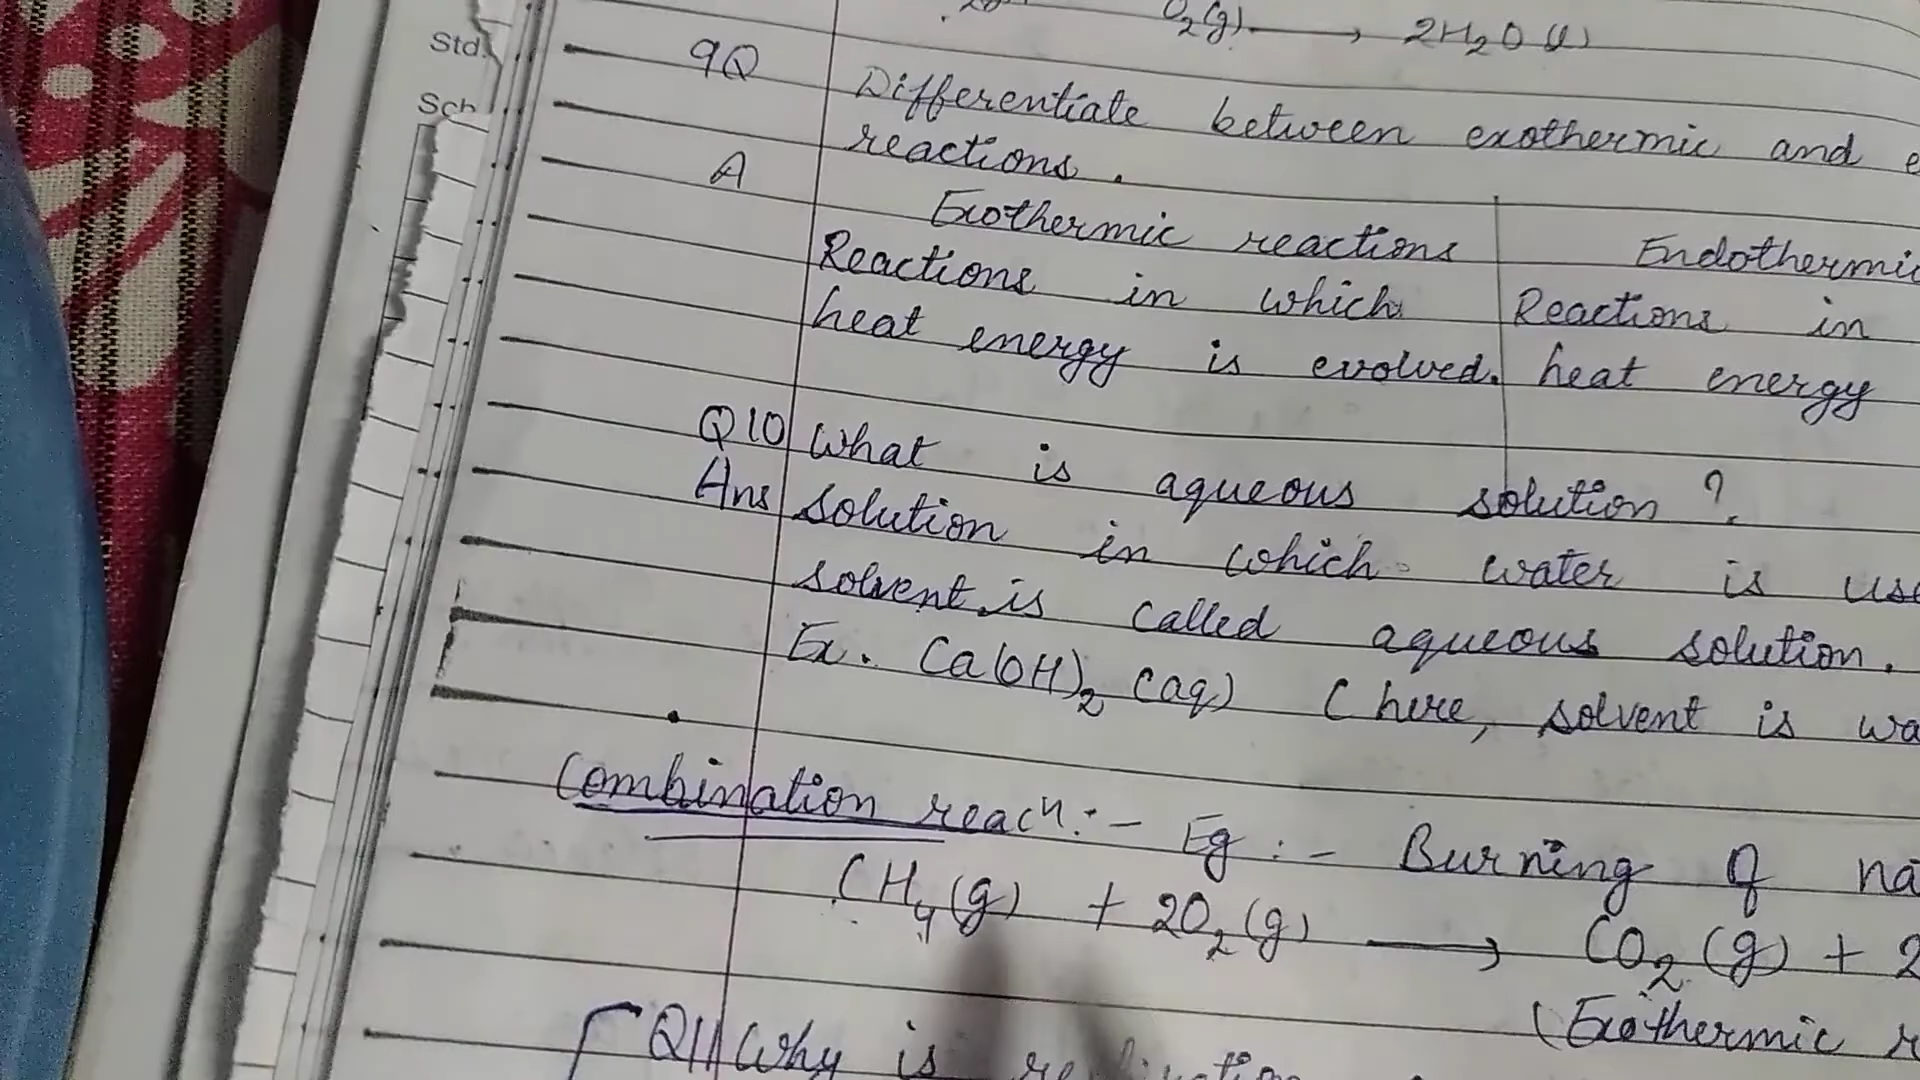 O2(g) → 2H2O (l)
Std.
9Q Differentiate between exothermic and e
Sch
reactions.
A Exothermic reactions Endothermic
Reactions in which Reactions in
heat energy is evolved. heat energy
Q10 What is aqueous solution ?
Ans Solution in which water is use
solvent is called aqueous solution.
Ex. Ca(OH)2 (aq) (here, solvent is wa
Combination reacn:- Eg :- Burning of na
CH4(g) + 2O2(g) → CO2(g) + 2
(Exothermic r
Q11 Why is